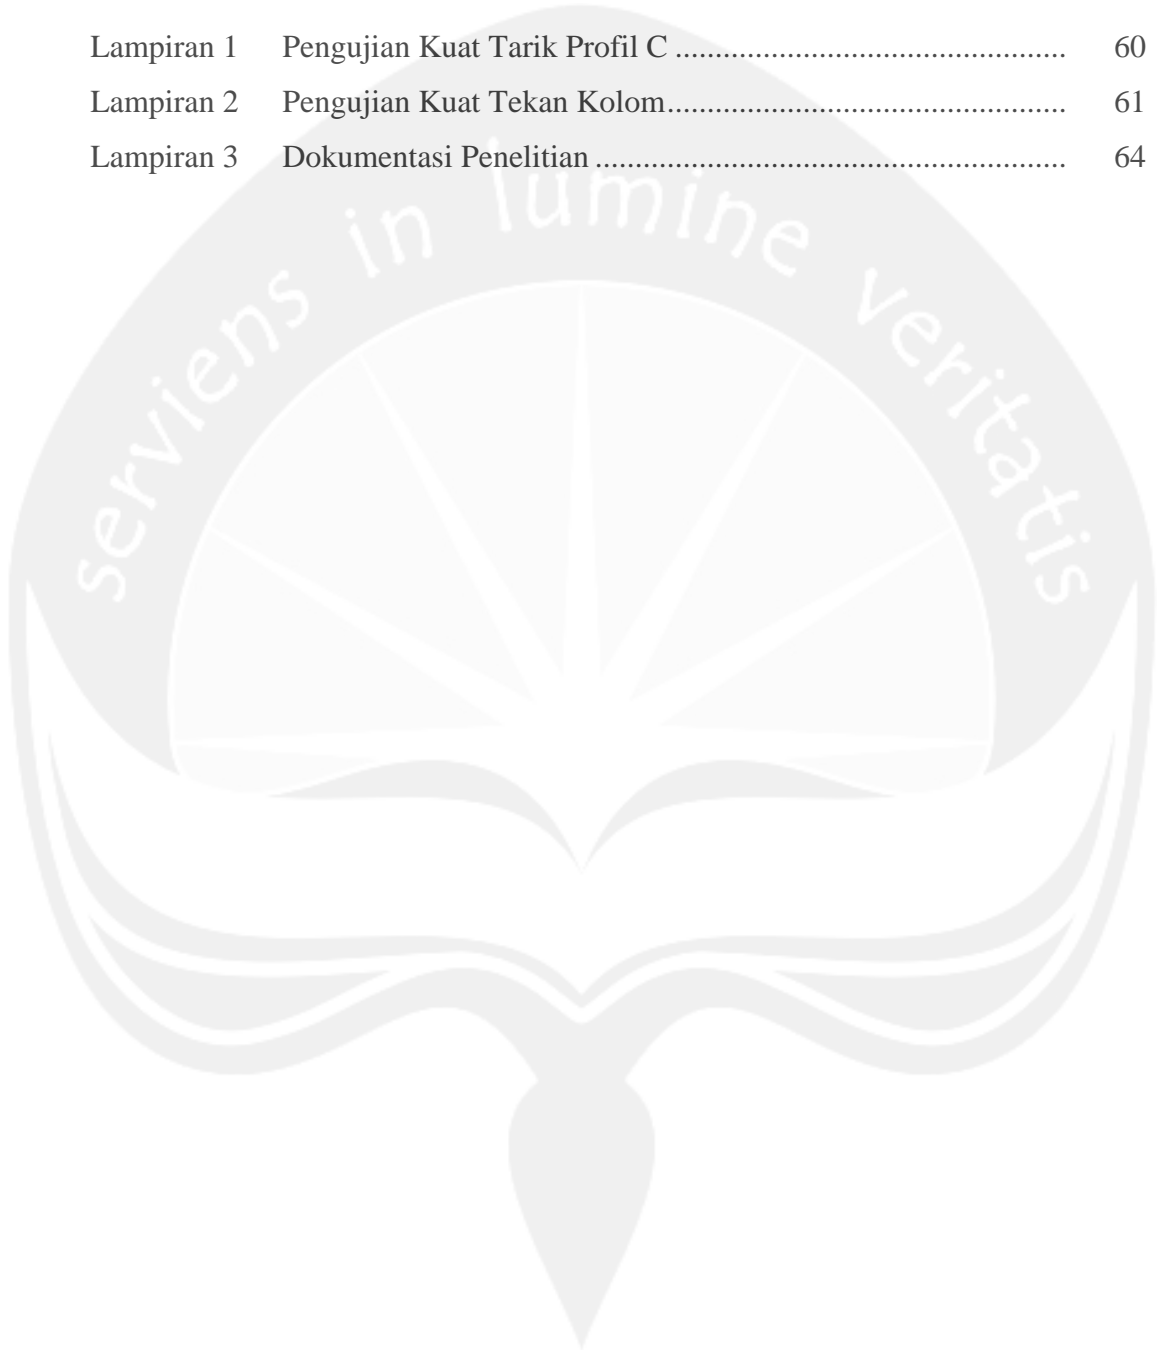 Lampiran 1 Pengujian Kuat Tarik Profil C ................................................ 60
Lampiran 2 Pengujian Kuat Tekan Kolom.................................................. 61
Lampiran 3 Dokumentasi Penelitian .......................................................... 64
serviens in lumine veritatis